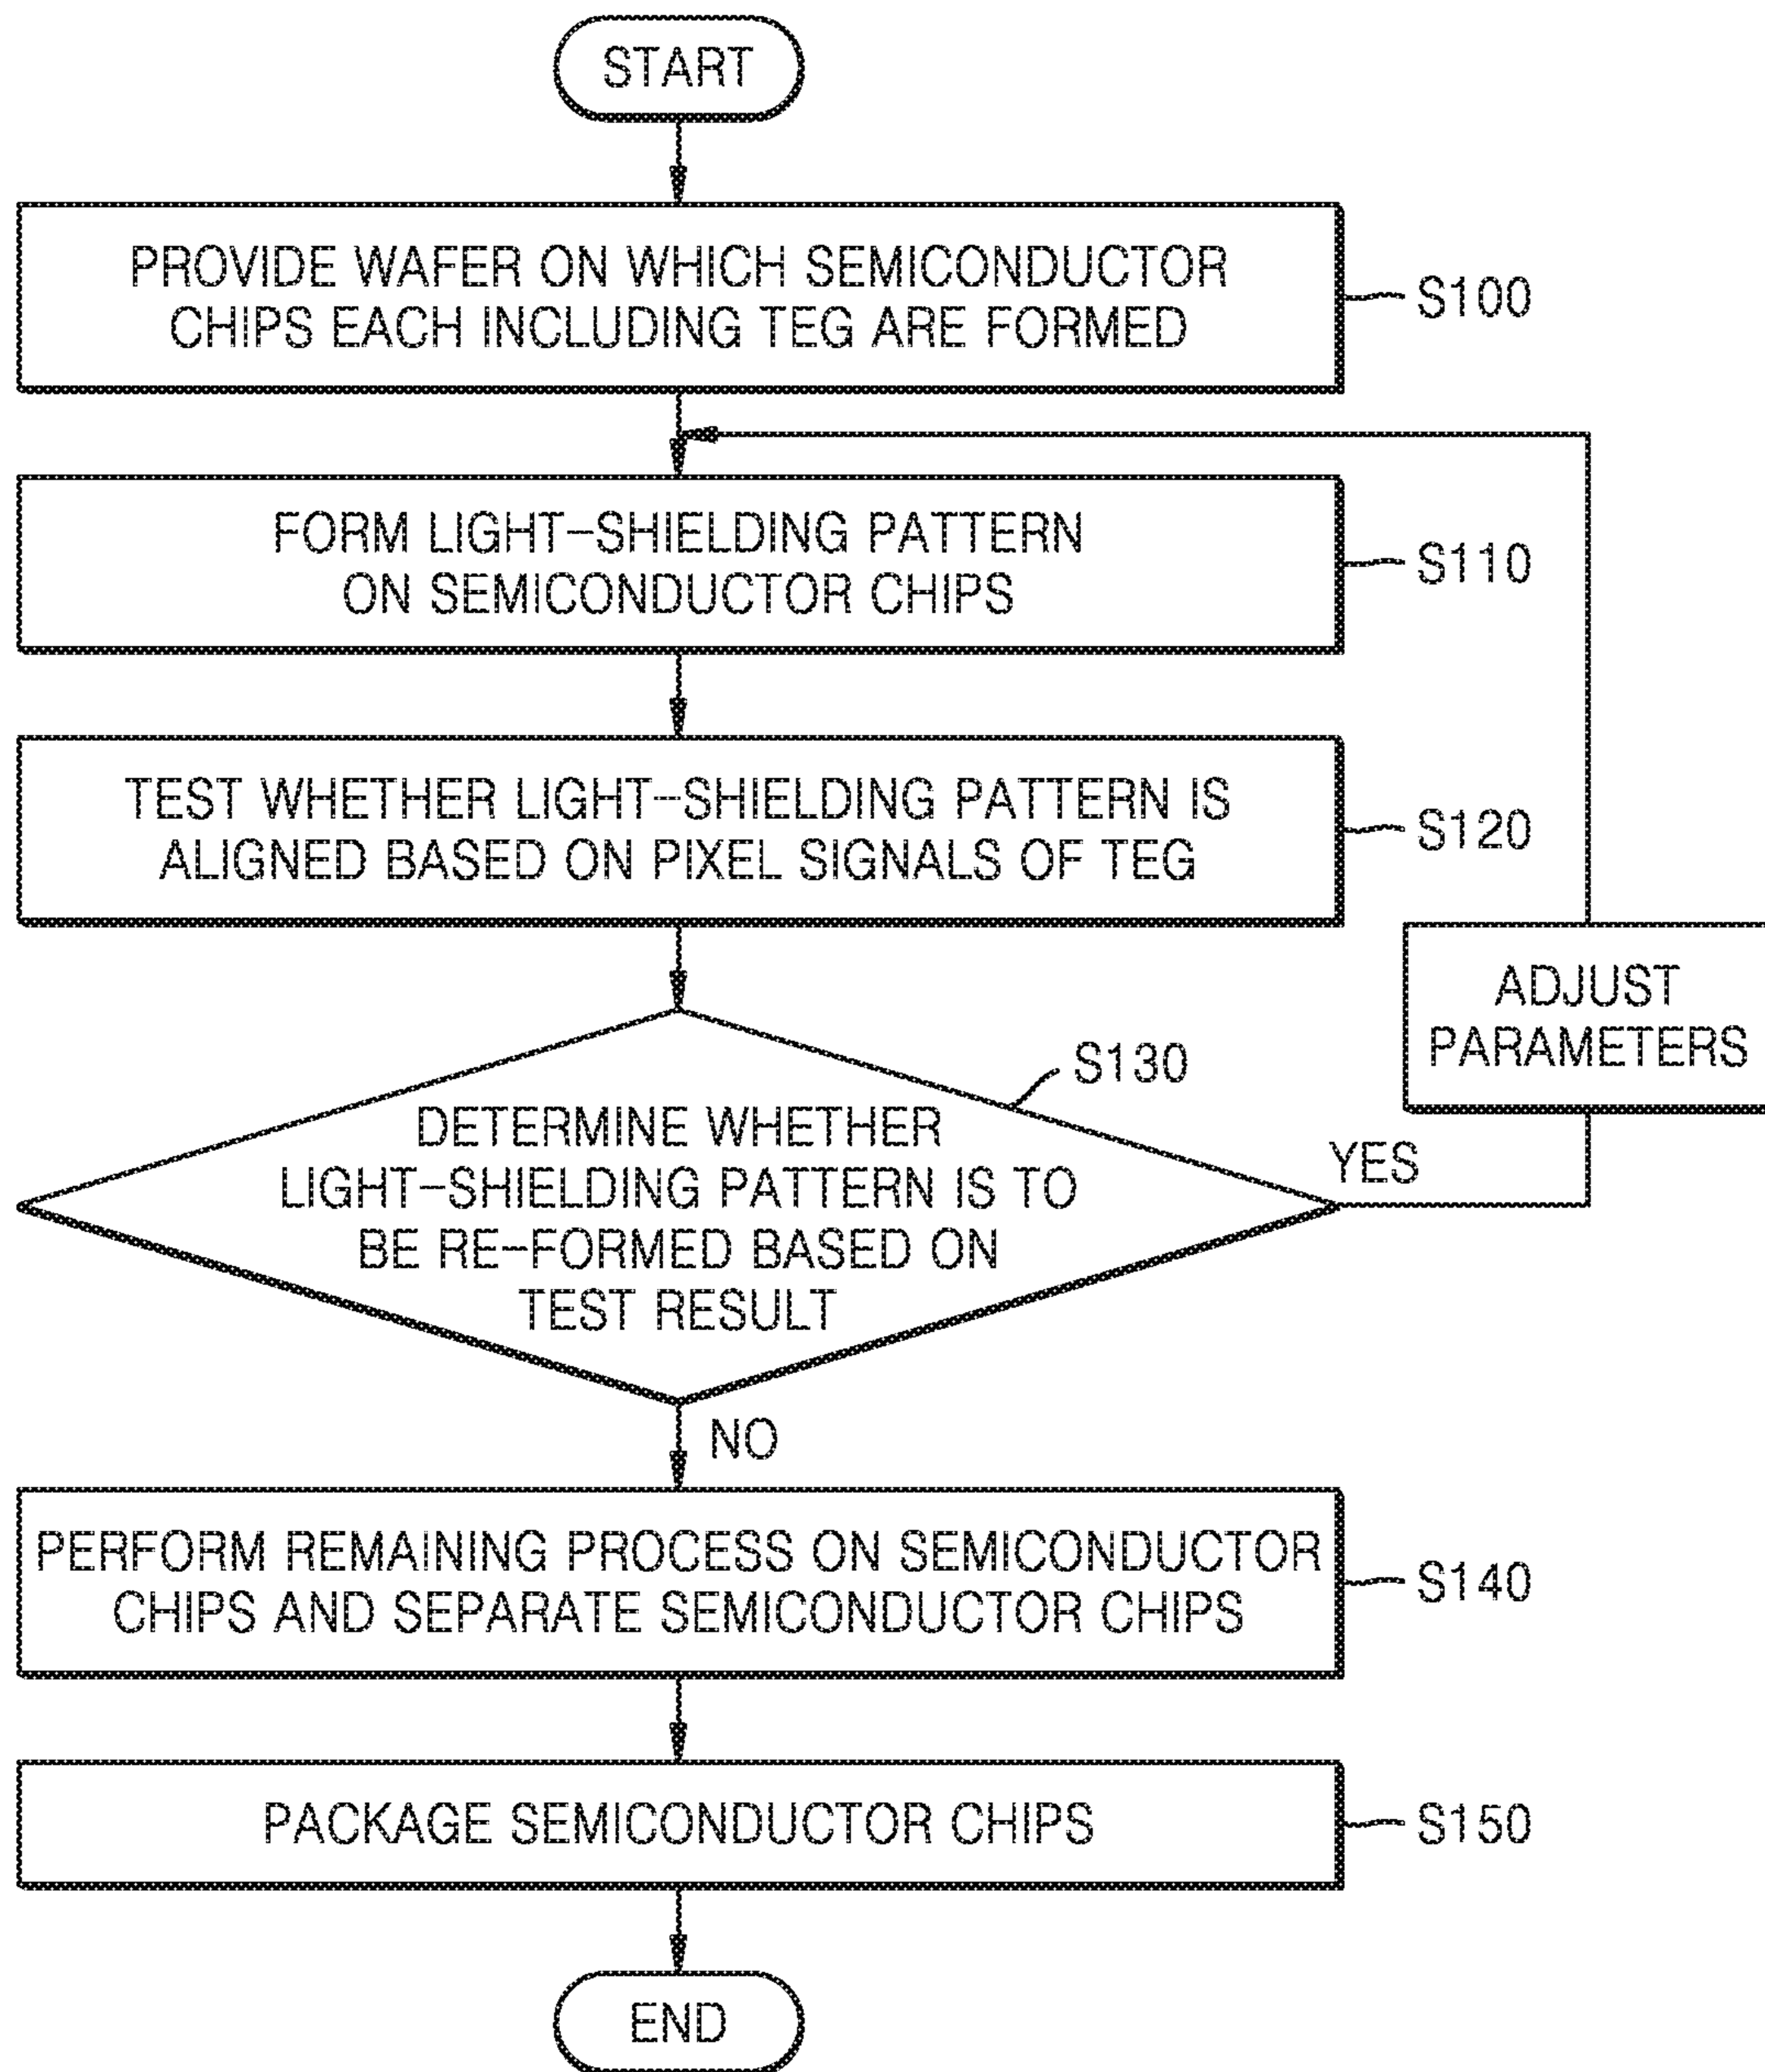 START
PROVIDE WAFER ON WHICH SEMICONDUCTOR
CHIPS EACH INCLUDING TEG ARE FORMED
S100
FORM LIGHT-SHIELDING PATTERN
ON SEMICONDUCTOR CHIPS
S110
TEST WHETHER LIGHT-SHIELDING PATTERN IS
ALIGNED BASED ON PIXEL SIGNALS OF TEG
S120
ADJUST
PARAMETERS
S130
DETERMINE WHETHER
LIGHT-SHIELDING PATTERN IS TO
BE RE-FORMED BASED ON
TEST RESULT
YES
NO
PERFORM REMAINING PROCESS ON SEMICONDUCTOR
CHIPS AND SEPARATE SEMICONDUCTOR CHIPS
S140
PACKAGE SEMICONDUCTOR CHIPS
S150
END